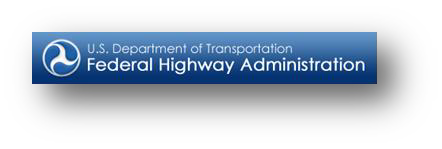 U.S. Department of Transportation
Federal Highway Administration